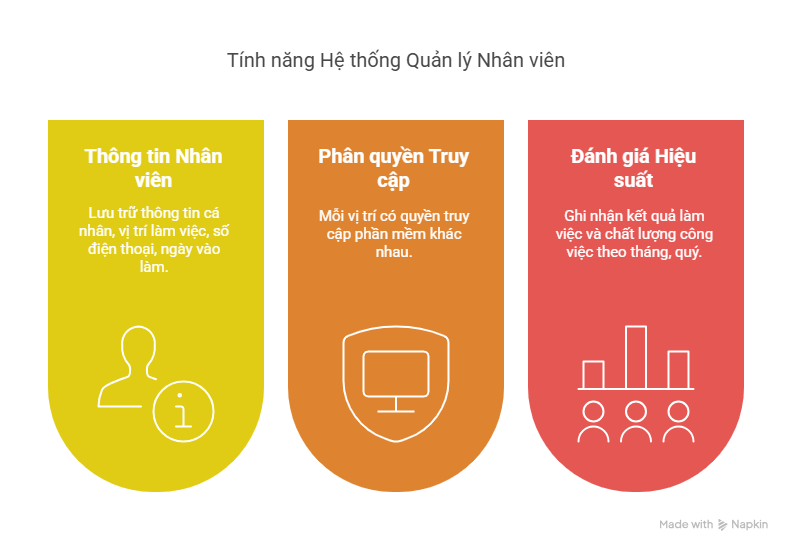 Tính năng Hệ thống Quản lý Nhân viên
Thông tin Nhân
viên
Lưu trữ thông tin cá
nhân, vị trí làm việc, số
điện thoại, ngày vào
làm.
Phân quyền Truy
cập
Mỗi vị trí có quyền truy
cập phần mềm khác
nhau.
Đánh giá Hiệu
suất
Ghi nhận kết quả làm
việc và chất lượng công
việc theo tháng, quý.
Made with Napkin